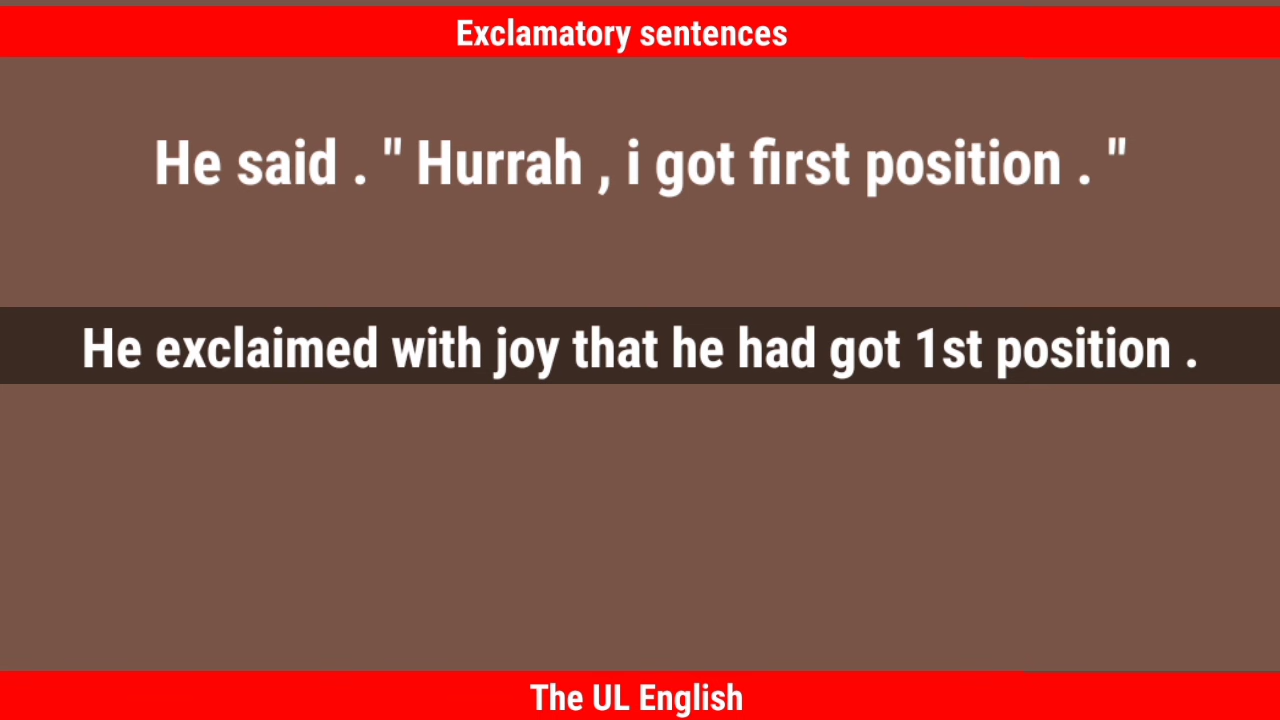 Exclamatory sentences
He said . " Hurrah , i got first position . "
He exclaimed with joy that he had got 1st position .
The UL English